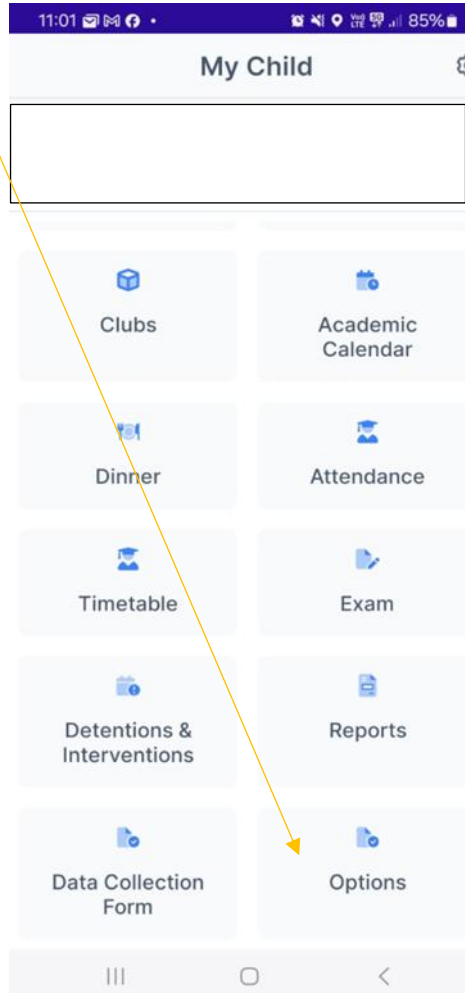 11:01
85%
My Child
Clubs
Academic
Calendar
Dinner
Attendance
Timetable
Exam
Detentions &
Interventions
Reports
Data Collection
Form
Options